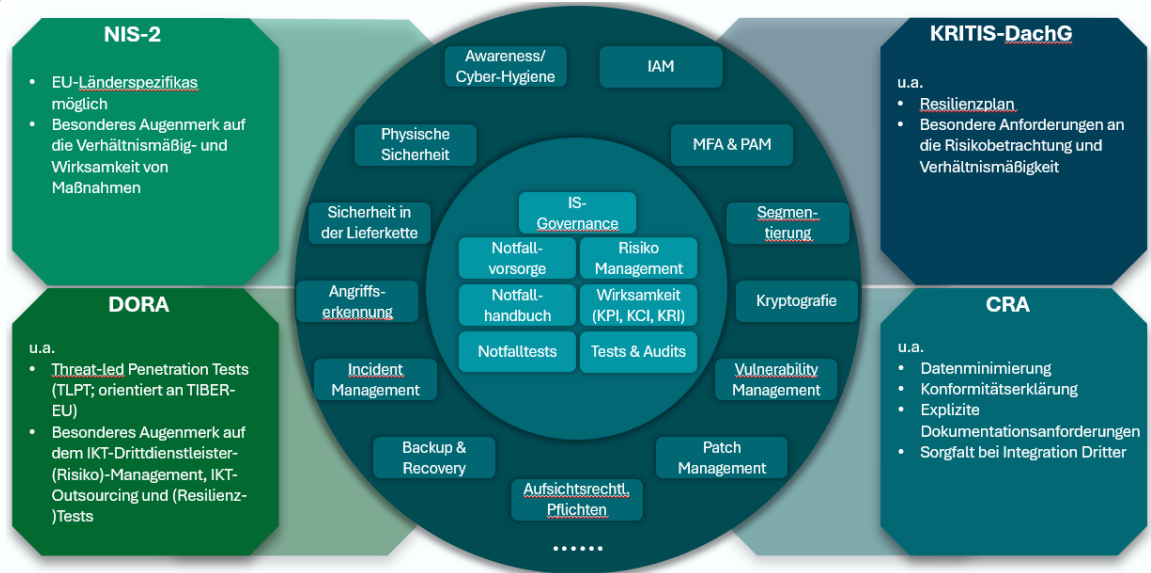 NIS-2
• EU-Länderspezifikas
möglich
• Besonderes Augenmerk auf
die Verhältnismäßig- und
Wirksamkeit von
Maßnahmen
DORA
u.a.
• Threat-led Penetration Tests
(TLPT; orientiert an TIBER-
EU)
• Besonderes Augenmerk auf
dem IKT-Drittdienstleister-
(Risiko)-Management, IKT-
Outsourcing und (Resilienz-
)Tests
Awareness/
Cyber-Hygiene
IAM
Physische
Sicherheit
MFA & PAM
Sicherheit in
der Lieferkette
Segmen-
tierung
Angriffs-
erkennung
Kryptografie
Incident
Management
Vulnerability
Management
Backup &
Recovery
Patch
Management
Aufsichtsrechtl.
Pflichten
......
IS-
Governance
Notfall-
vorsorge
Risiko
Management
Notfall-
handbuch
Wirksamkeit
(KPI, KCI, KRI)
Notfalltests
Tests & Audits
KRITIS-DachG
u.a.
• Resilienzplan
• Besondere Anforderungen an
die Risikobetrachtung und
Verhältnismäßigkeit
CRA
u.a.
• Datenminimierung
• Konformitätserklärung
• Explizite
Dokumentationsanforderungen
• Sorgfalt bei Integration Dritter